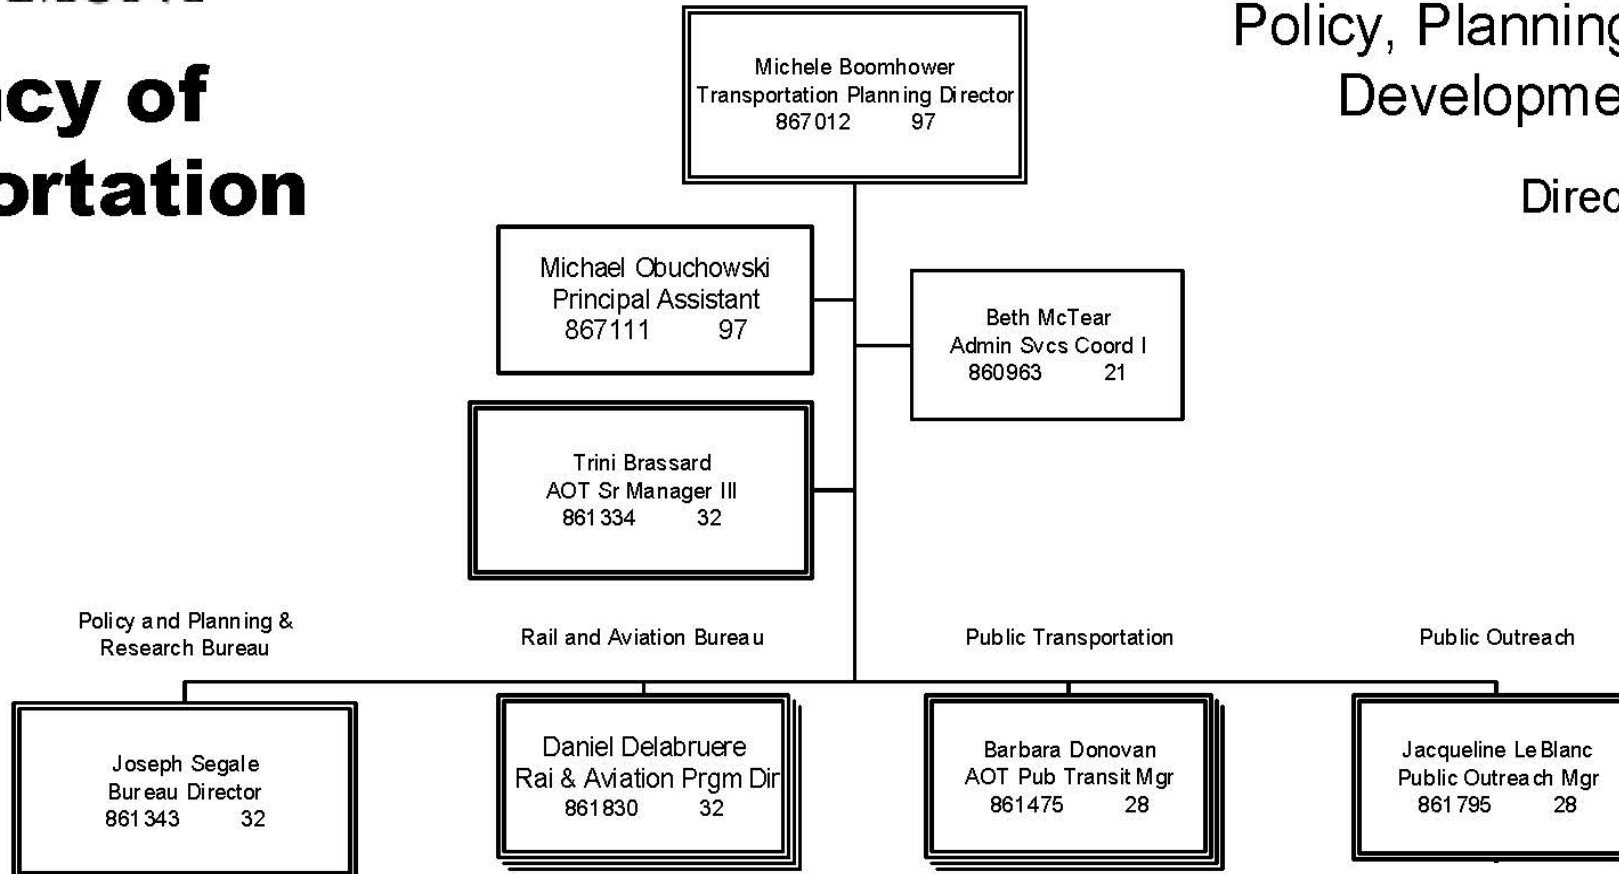 Policy, Planning
Developme
Direc
cy of
ortation
Michele Boomhower
Transportation Planning Director
867012 97
Michael Obuchowski
Principal Assistant
867111 97
Beth McTear
Admin Svcs Coord I
860963 21
Trini Brassard
AOT Sr Manager III
861334 32
Policy and Planning &
Research Bureau
Rail and Aviation Bureau
Public Transportation
Public Outreach
Joseph Segale
Bureau Director
861343 32
Daniel Delabruere
Rai & Aviation Prgm Dir
861830 32
Barbara Donovan
AOT Pub Transit Mgr
861475 28
Jacqueline LeBlanc
Public Outreach Mgr
861795 28